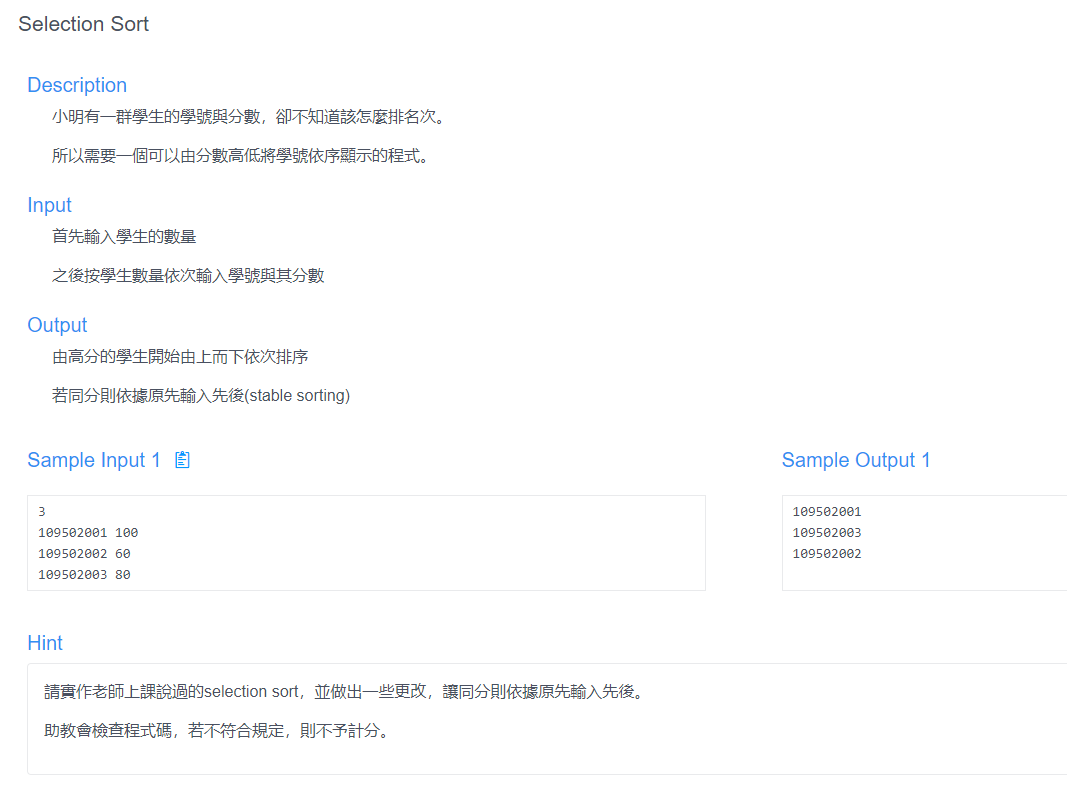 Selection Sort
Description
小明有一群學生的學號與分數，卻不知道該怎麼排名次。
所以需要一個可以由分數高低將學號依序顯示的程式。
Input
首先輸入學生的數量
之後按學生數量依次輸入學號與其分數
Output
由高分的學生開始由上而下依次排序
若同分則依據原先輸入先後(stable sorting)
Sample Input 1
3
109502001 100
109502002 60
109502003 80
Sample Output 1
109502001
109502003
109502002
Hint
請實作老師上課說過的selection sort，並做出一些更改，讓同分則依據原先輸入先後。
助教會檢查程式碼，若不符合規定，則不予計分。